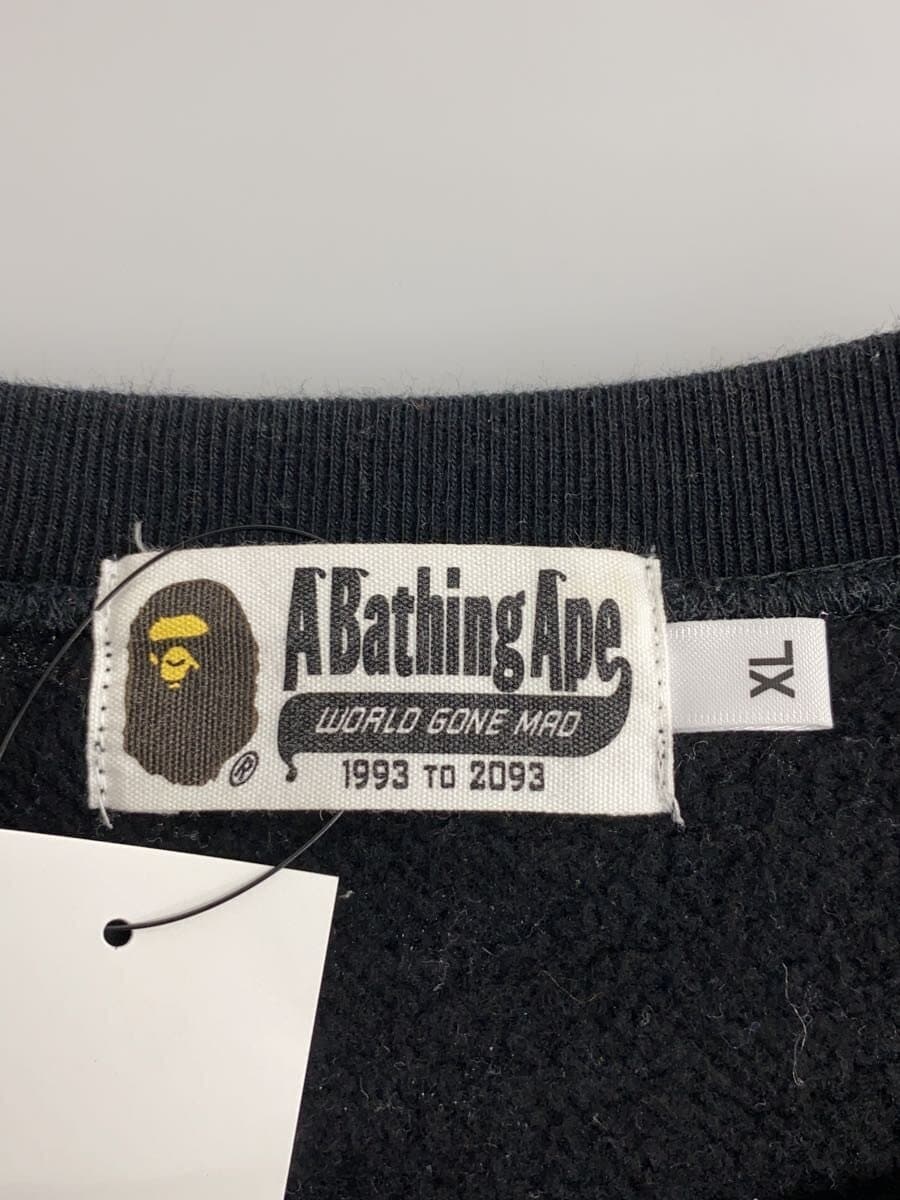 A Bathing Ape
WORLD GONE MAD
®
1993 TO 2093
XL